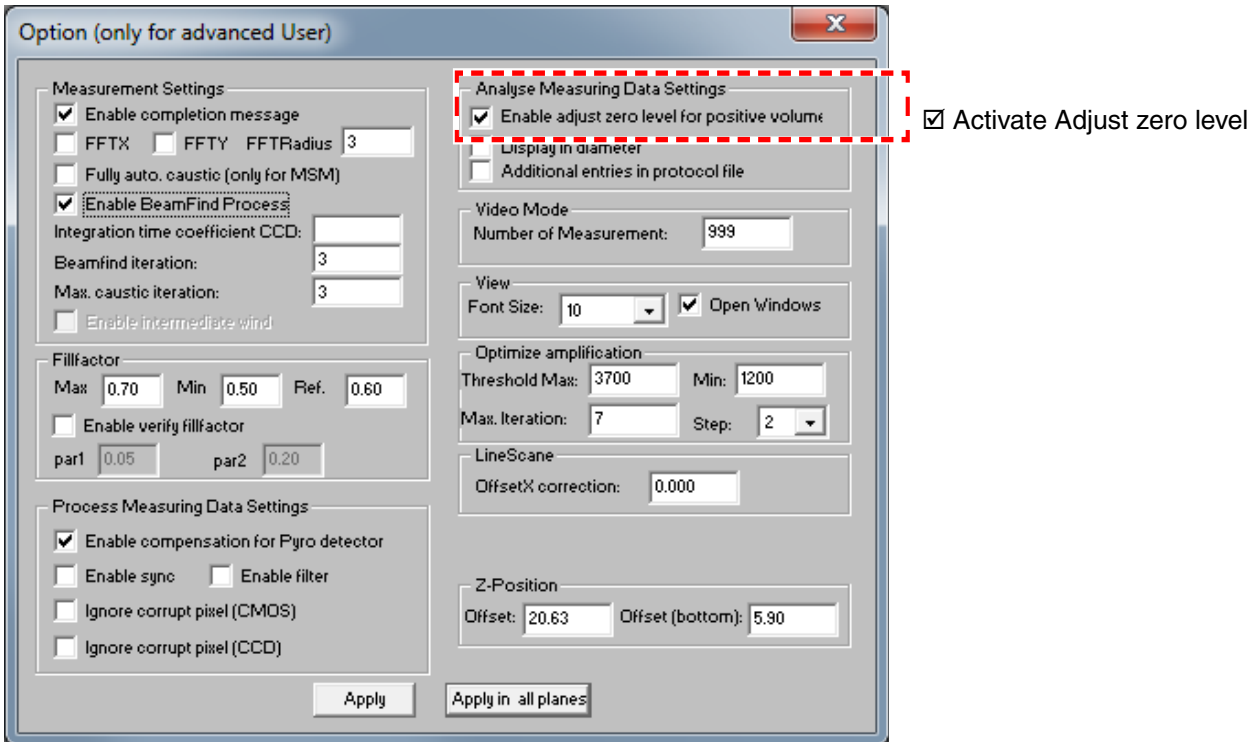 Option (only for advanced User)
Measurement Settings
Enable completion message
FFTX FFTY FFTRadius 3
Fully auto. caustic (only for MSM)
Enable BeamFind Process
Integration time coefficient CCD:
Beamfind iteration: 3
Max. caustic iteration: 3
Enable intermediate wind
Fillfactor
Max 0.70 Min 0.50 Ref. 0.60
Enable verify fillfactor
par1 0.05 par2 0.20
Process Measuring Data Settings
Enable compensation for Pyro detector
Enable sync Enable filter
Ignore corrupt pixel (CMOS)
Ignore corrupt pixel (CCD)
Analyse Measuring Data Settings
Enable adjust zero level for positive volume
Display in diameter
Additional entries in protocol file
Video Mode
Number of Measurement: 999
View
Font Size: 10 Open Windows
Optimize amplification
Threshold Max: 3700 Min: 1200
Max. Iteration: 7 Step: 2
LineScane
OffsetX correction: 0.000
Z-Position
Offset: 20.63 Offset (bottom): 5.90
Apply Apply in all planes
☑ Activate Adjust zero level